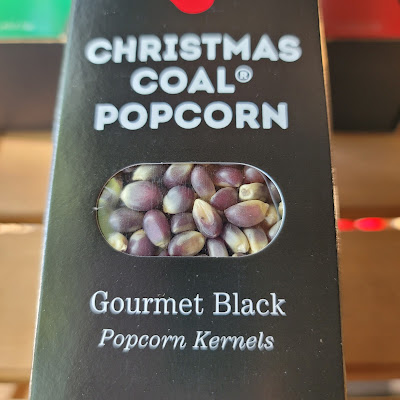 CHRISTMAS
COAL®
POPCORN
Gourmet Black
Popcorn Kernels